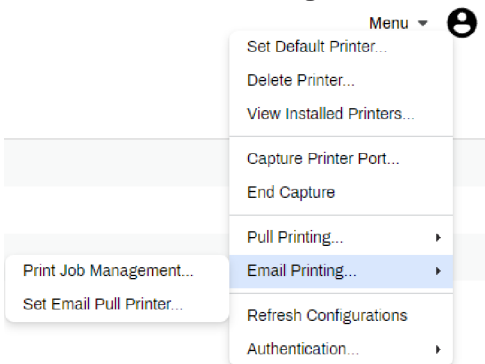 Menu
Set Default Printer...
Delete Printer...
View Installed Printers...
Capture Printer Port...
End Capture
Pull Printing...
Email Printing...
Print Job Management...
Set Email Pull Printer...
Refresh Configurations
Authentication...